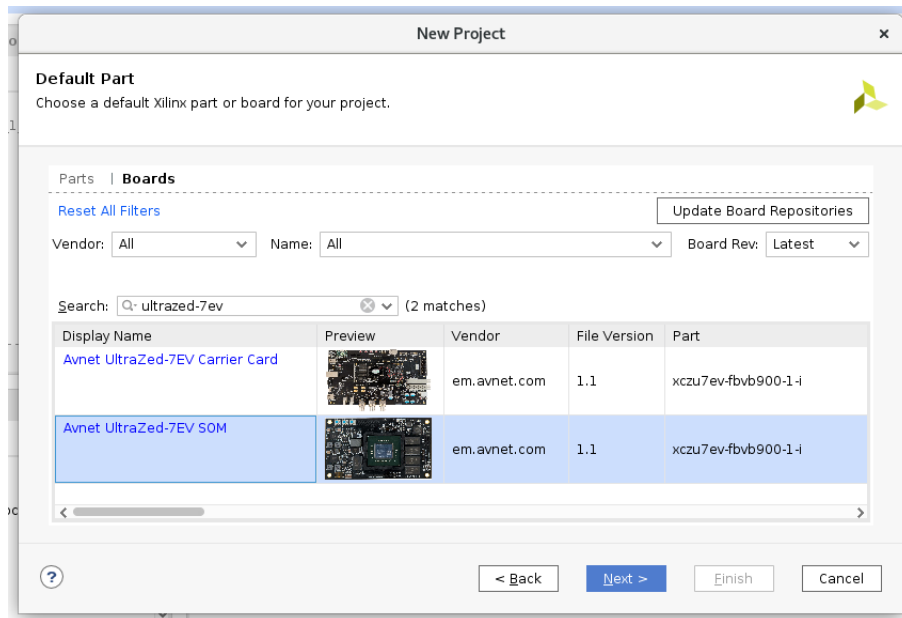 New Project
Default Part
Choose a default Xilinx part or board for your project.
Parts | Boards
Reset All Filters
Update Board Repositories
Vendor: All Name: All Board Rev: Latest
Search: ultrazed-7ev (2 matches)
Display Name Preview Vendor File Version Part
Avnet UltraZed-7EV Carrier Card em.avnet.com 1.1 xczu7ev-fbvb900-1-i
Avnet UltraZed-7EV SOM em.avnet.com 1.1 xczu7ev-fbvb900-1-i
? < Back Next > Finish Cancel